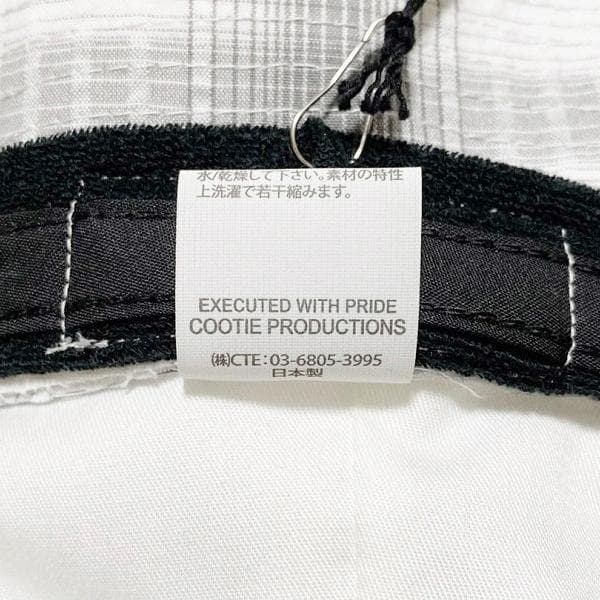 水/乾燥して下さい。素材の特性
上洗濯で若干縮みます。
EXECUTED WITH PRIDE
COOTIE PRODUCTIONS
㈱CTE:03-6805-3995
日本製